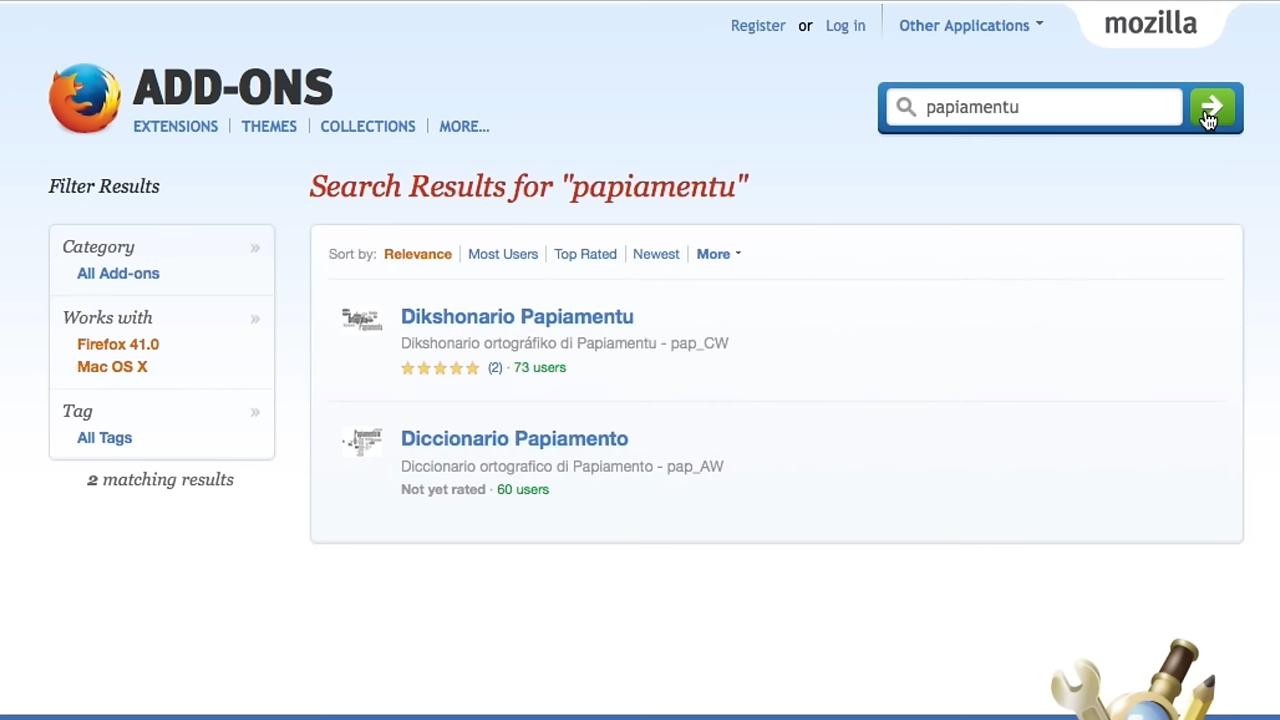 Register or Log in Other Applications mozilla
ADD-ONS
EXTENSIONS THEMES COLLECTIONS MORE...
papiamentu
Filter Results
Category »
All Add-ons
Works with »
Firefox 41.0
Mac OS X
Tag »
All Tags
2 matching results
Search Results for "papiamentu"
Sort by: Relevance Most Users Top Rated Newest More
Dikshonario Papiamentu
Dikshonario ortográfiko di Papiamentu - pap_CW
(2) · 73 users
Diccionario Papiamento
Diccionario ortografico di Papiamento - pap_AW
Not yet rated · 60 users